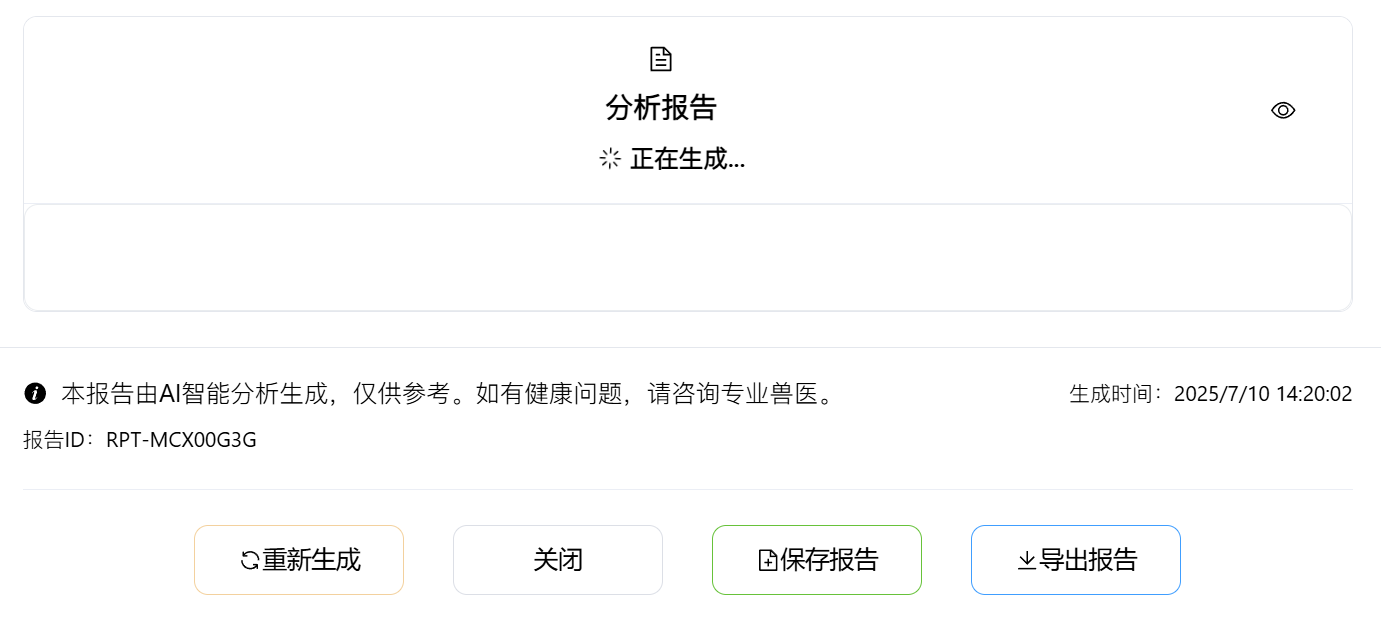 分析报告
正在生成...
本报告由AI智能分析生成，仅供参考。如有健康问题，请咨询专业兽医。
生成时间：2025/7/10 14:20:02
报告ID：RPT-MCX00G3G
重新生成
关闭
保存报告
导出报告